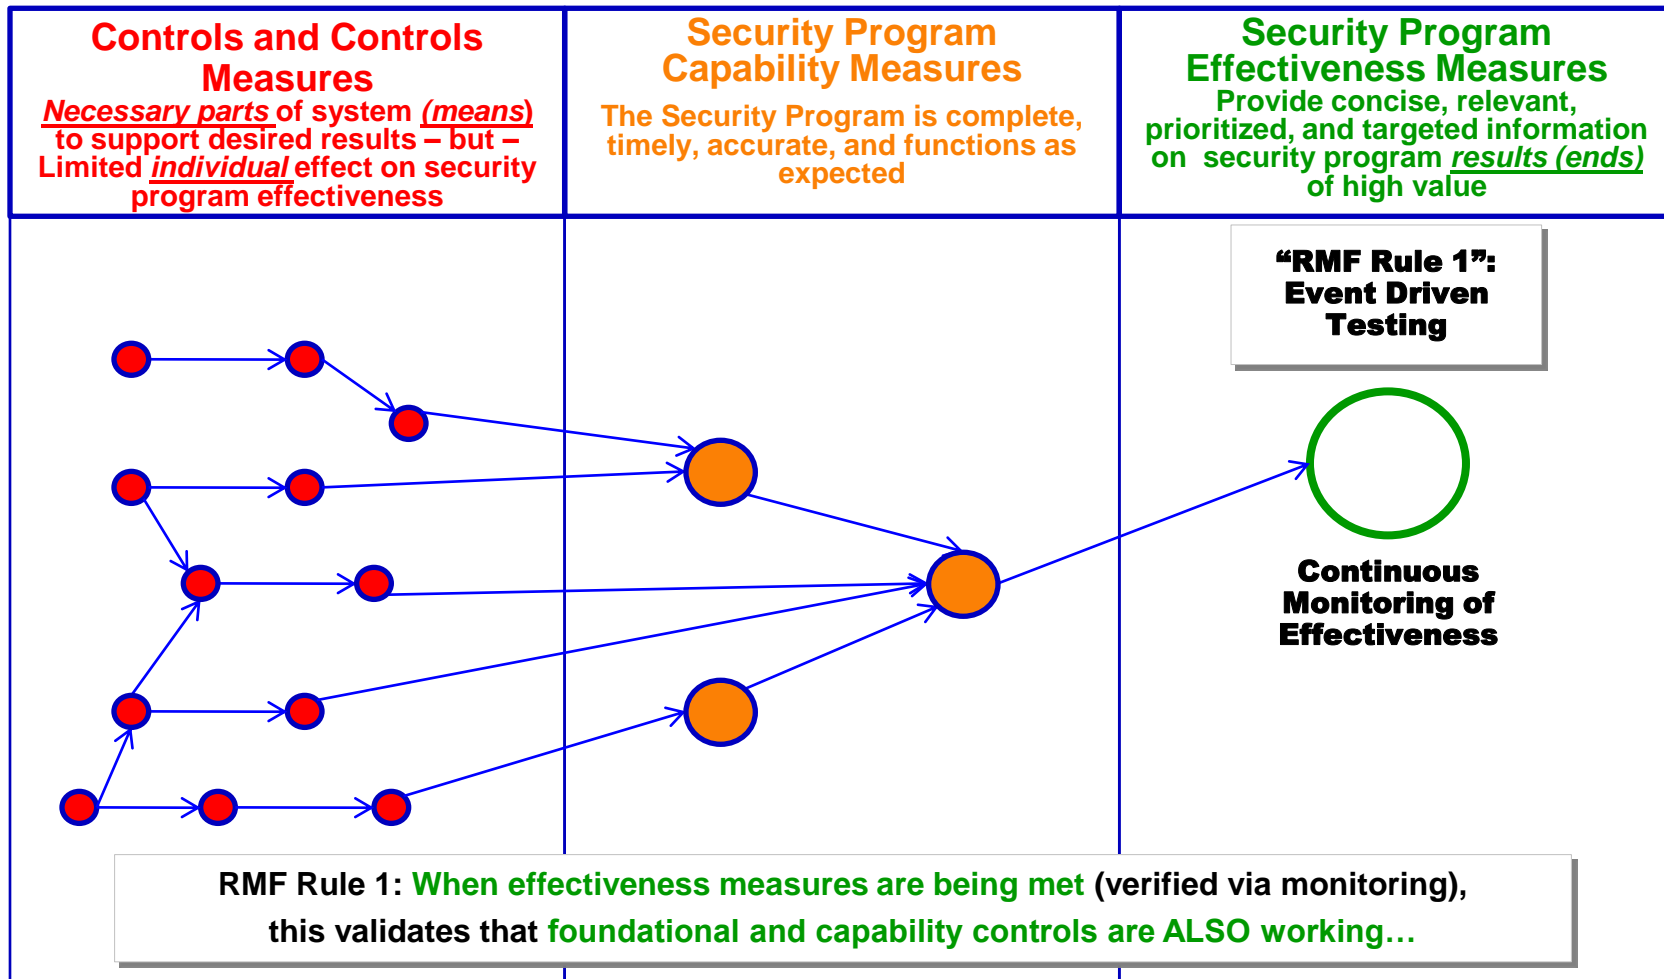 Controls and Controls
Measures
Necessary parts of system (means)
to support desired results – but –
Limited individual effect on security
program effectiveness
Security Program
Capability Measures
The Security Program is complete,
timely, accurate, and functions as
expected
Security Program
Effectiveness Measures
Provide concise, relevant,
prioritized, and targeted information
on security program results (ends)
of high value
“RMF Rule 1”:
Event Driven
Testing
Continuous
Monitoring of
Effectiveness
RMF Rule 1: When effectiveness measures are being met (verified via monitoring),
this validates that foundational and capability controls are ALSO working…